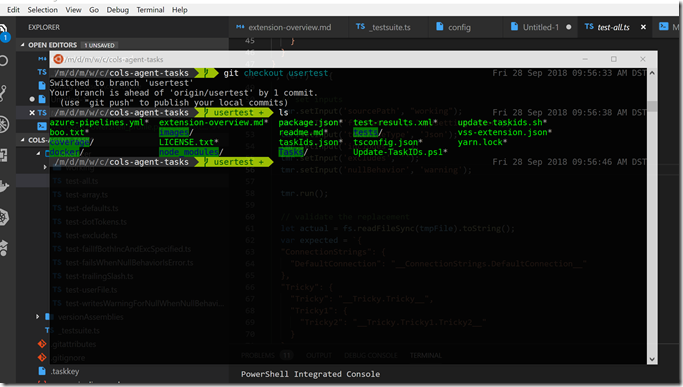 Edit Selection View Go Debug Terminal Help
EXPLORER
extension-overview.md
_testsuite.ts
config
Untitled-1
test-all.ts
OPEN EDITORS 1 UNSAVED
45 }
/m/d/m/w/c/cols-agent-tasks
/m/d/m/w/c/cols-agent-tasks git checkout usertest Fri 28 Sep 2018 09:56:33 AM DST
Switched to branch 'usertest'
Your branch is ahead of 'origin/usertest' by 1 commit.
(use "git push" to publish your local commits)
/m/d/m/w/c/cols-agent-tasks usertest + ls Fri 28 Sep 2018 09:56:38 AM DST
azure-pipelines.yml* extension-overview.md* package.json* test-results.xml* update-taskids.sh*
boo.txt* images/ readme.md* tests/ vss-extension.json*
coverage/ LICENSE.txt* taskIds.json* tsconfig.json* yarn.lock*
docker/ node_modules/ Tasks/ Update-TaskIDs.ps1*
/m/d/m/w/c/cols-agent-tasks usertest + Fri 28 Sep 2018 09:56:46 AM DST
test-all.ts
test-array.ts
test-defaults.ts
test-dotTokens.ts
test-exclude.ts
test-failIfBothIncAndExcSpecified.ts
test-failsWhenNullBehaviorIsError.ts
test-trailingSlash.ts
test-userFile.ts
test-writesWarningForNullWhenNullBehavi...
versionAssemblies
_testsuite.ts
.gitattributes
.gitignore
.taskkey
tmr.run();
// validate the replacement
let actual = fs.readFileSync(tmpFile).toString();
var expected = `{
"ConnectionStrings": {
"DefaultConnection": "__ConnectionStrings.DefaultConnection__"
},
"Tricky": {
"Tricky": "__Tricky.Tricky__",
"Tricky1": {
"Tricky2": "__Tricky.Tricky1.Tricky2__"
}
PROBLEMS 11 OUTPUT DEBUG CONSOLE TERMINAL
PowerShell Integrated Console